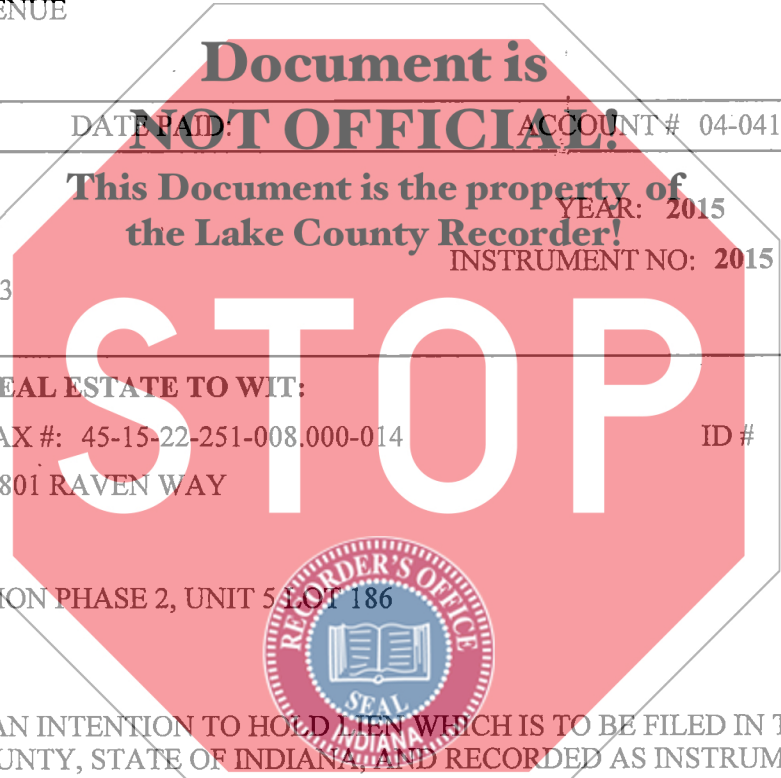 ENUE
Document is
NOT OFFICIAL!
DATE PAID: ACCOUNT # 04-041
This Document is the property of
the Lake County Recorder!
YEAR: 2015
INSTRUMENT NO: 2015
3
STOP
EAL ESTATE TO WIT:
AX #: 45-15-22-251-008.000-014 ID #
801 RAVEN WAY
ION PHASE 2, UNIT 5 LOT 186
RECORDER'S OFFICE
SEAL
INDIANA
AN INTENTION TO HOLD LIEN WHICH IS TO BE FILED IN T
UNTY, STATE OF INDIANA, AND RECORDED AS INSTRUM